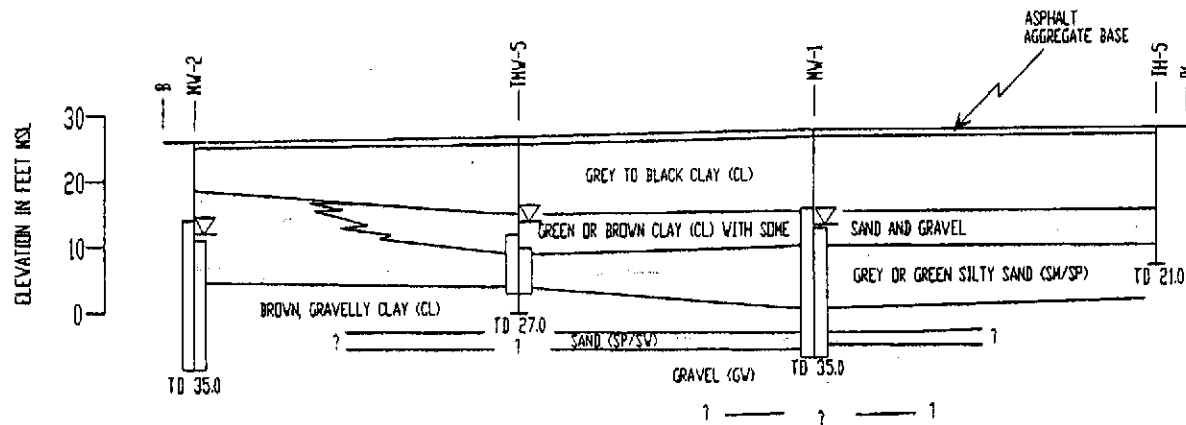 ASPHALT
AGGREGATE BASE
B
MW-2
TMW-5
MW-1
TH-5
ELEVATION IN FEET MSL
30
20
10
0
GREY TO BLACK CLAY (CL)
GREEN OR BROWN CLAY (CL) WITH SOME SAND AND GRAVEL
GREY OR GREEN SILTY SAND (SM/SP)
TD 21.0
BROWN, GRAVELLY CLAY (CL)
TD 27.0
? ? SAND (SP/SW) ?
GRAVEL (GW)
TD 35.0
TD 35.0
? ? ?